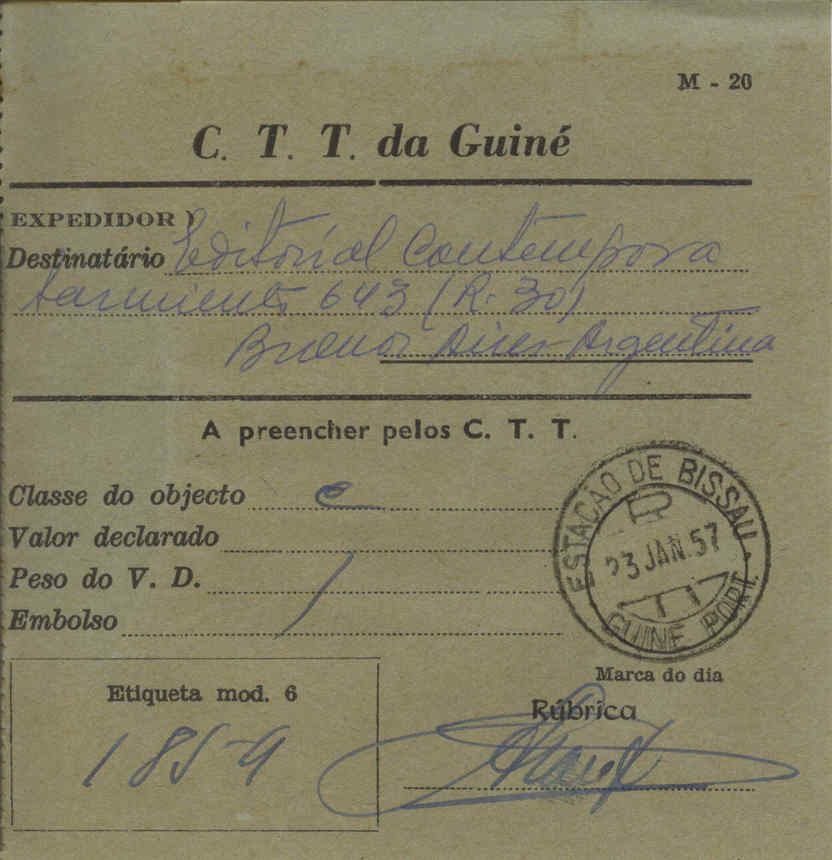 M - 20
C. T. T. da Guiné
EXPEDIDOR )
Destinatário Editorial Contempora
Sarmiento 643 (R. 30)
Buenos Aires Argentina
A preencher pelos C. T. T.
Classe do objecto e
Valor declarado
Peso do V. D. /
Embolso
ESTAÇÃO DE BISSAU
R
23 JAN. 57
GUINÉ PORT.
Marca do dia
Etiqueta mod. 6
1859
Rúbrica